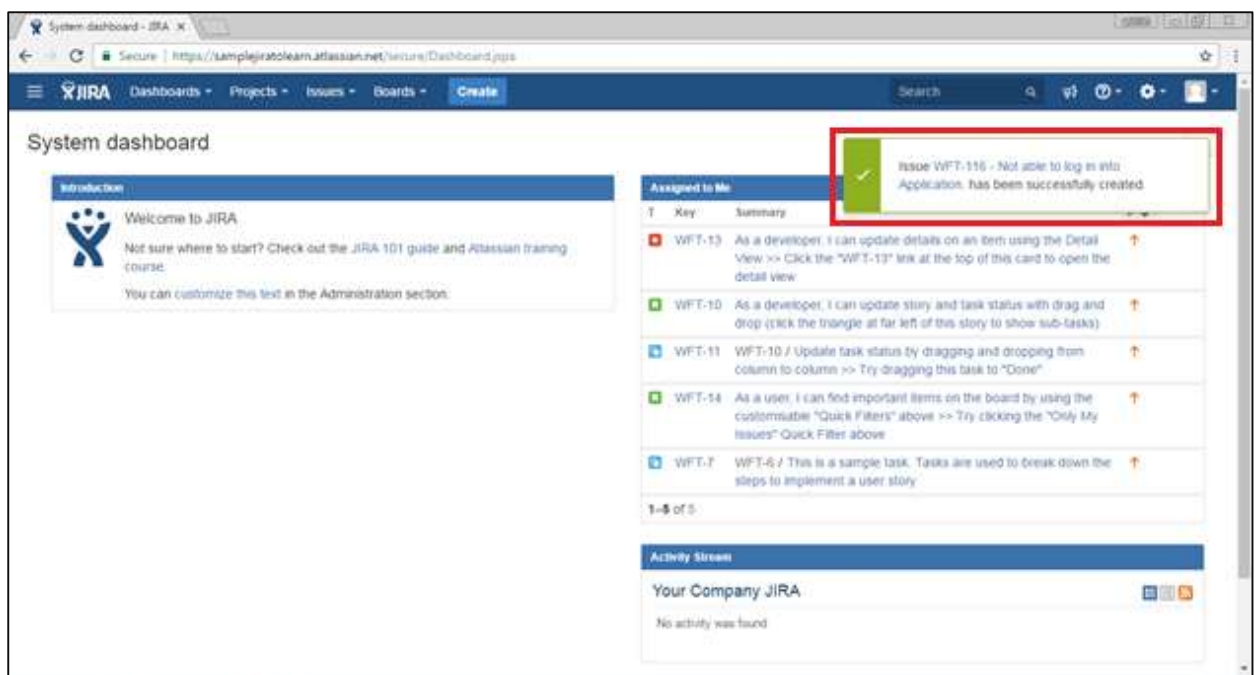 System dashboard - JIRA
Secure | https://samplejiratolearn.atlassian.net/secure/Dashboard.jspa
JIRA Dashboards Projects Issues Boards Create Search
System dashboard
Issue WFT-116 - Not able to log in into
Application. has been successfully created.
Introduction
Welcome to JIRA
Not sure where to start? Check out the JIRA 101 guide and Atlassian training
course.
You can customize this text in the Administration section.
Assigned to Me
T Key Summary
WFT-13 As a developer, I can update details on an item using the Detail
View >> Click the "WFT-13" link at the top of this card to open the
detail view
WFT-10 As a developer, I can update story and task status with drag and
drop (click the triangle at far left of this story to show sub-tasks)
WFT-11 WFT-10 / Update task status by dragging and dropping from
column to column >> Try dragging this task to "Done"
WFT-14 As a user, I can find important items on the board by using the
customisable "Quick Filters" above >> Try clicking the "Only My
Issues" Quick Filter above
WFT-7 WFT-6 / This is a sample task. Tasks are used to break down the
steps to implement a user story
1–5 of 5
Activity Stream
Your Company JIRA
No activity was found